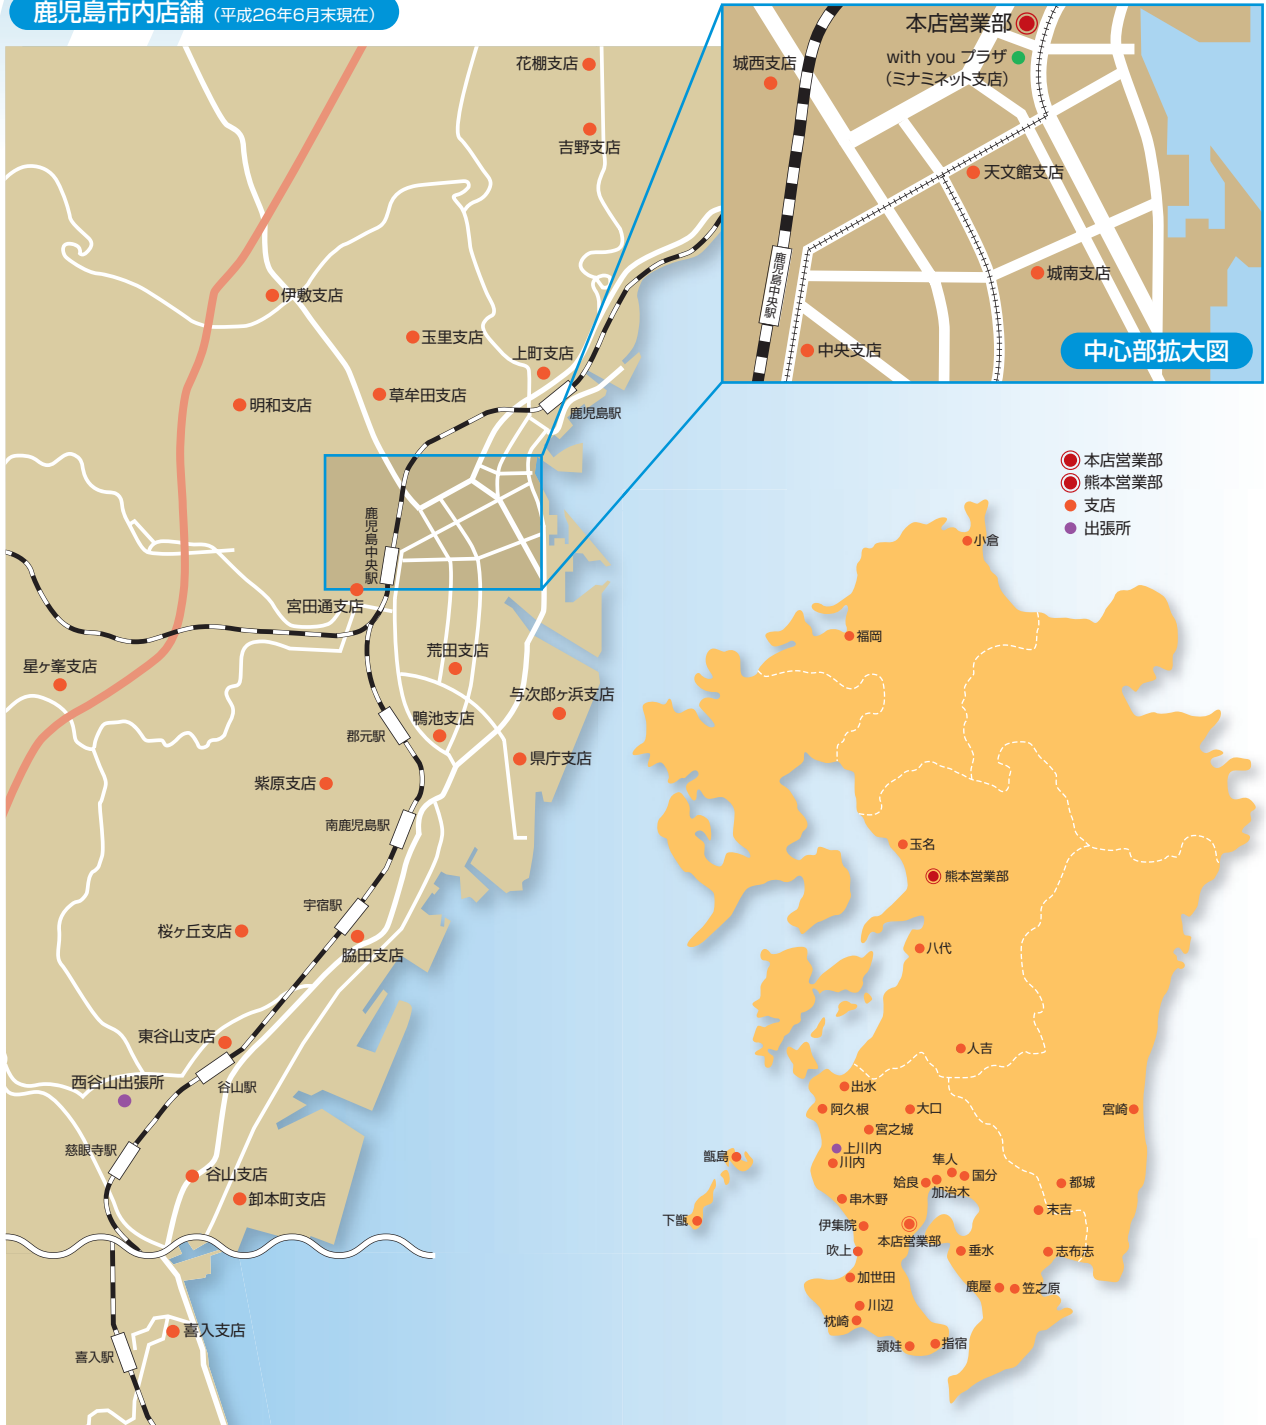 鹿児島市内店舗（平成26年6月末現在）
花棚支店
吉野支店
伊敷支店
玉里支店
上町支店
草牟田支店
明和支店
鹿児島駅
鹿児島中央駅
宮田通支店
星ヶ峯支店
荒田支店
与次郎ヶ浜支店
鴨池支店
郡元駅
県庁支店
紫原支店
南鹿児島駅
宇宿駅
桜ヶ丘支店
脇田支店
東谷山支店
谷山駅
西谷山出張所
慈眼寺駅
谷山支店
卸本町支店
喜入支店
喜入駅
本店営業部
with you プラザ
（ミナミネット支店）
城西支店
天文館支店
城南支店
鹿児島中央駅
中央支店
中心部拡大図
本店営業部
熊本営業部
支店
出張所
小倉
福岡
玉名
熊本営業部
八代
人吉
出水
阿久根
大口
宮崎
宮之城
上川内
川内
甑島
隼人
国分
姶良
加治木
都城
串木野
末吉
下甑
伊集院
本店営業部
吹上
垂水
志布志
加世田
鹿屋
笠之原
川辺
枕崎
頴娃
指宿